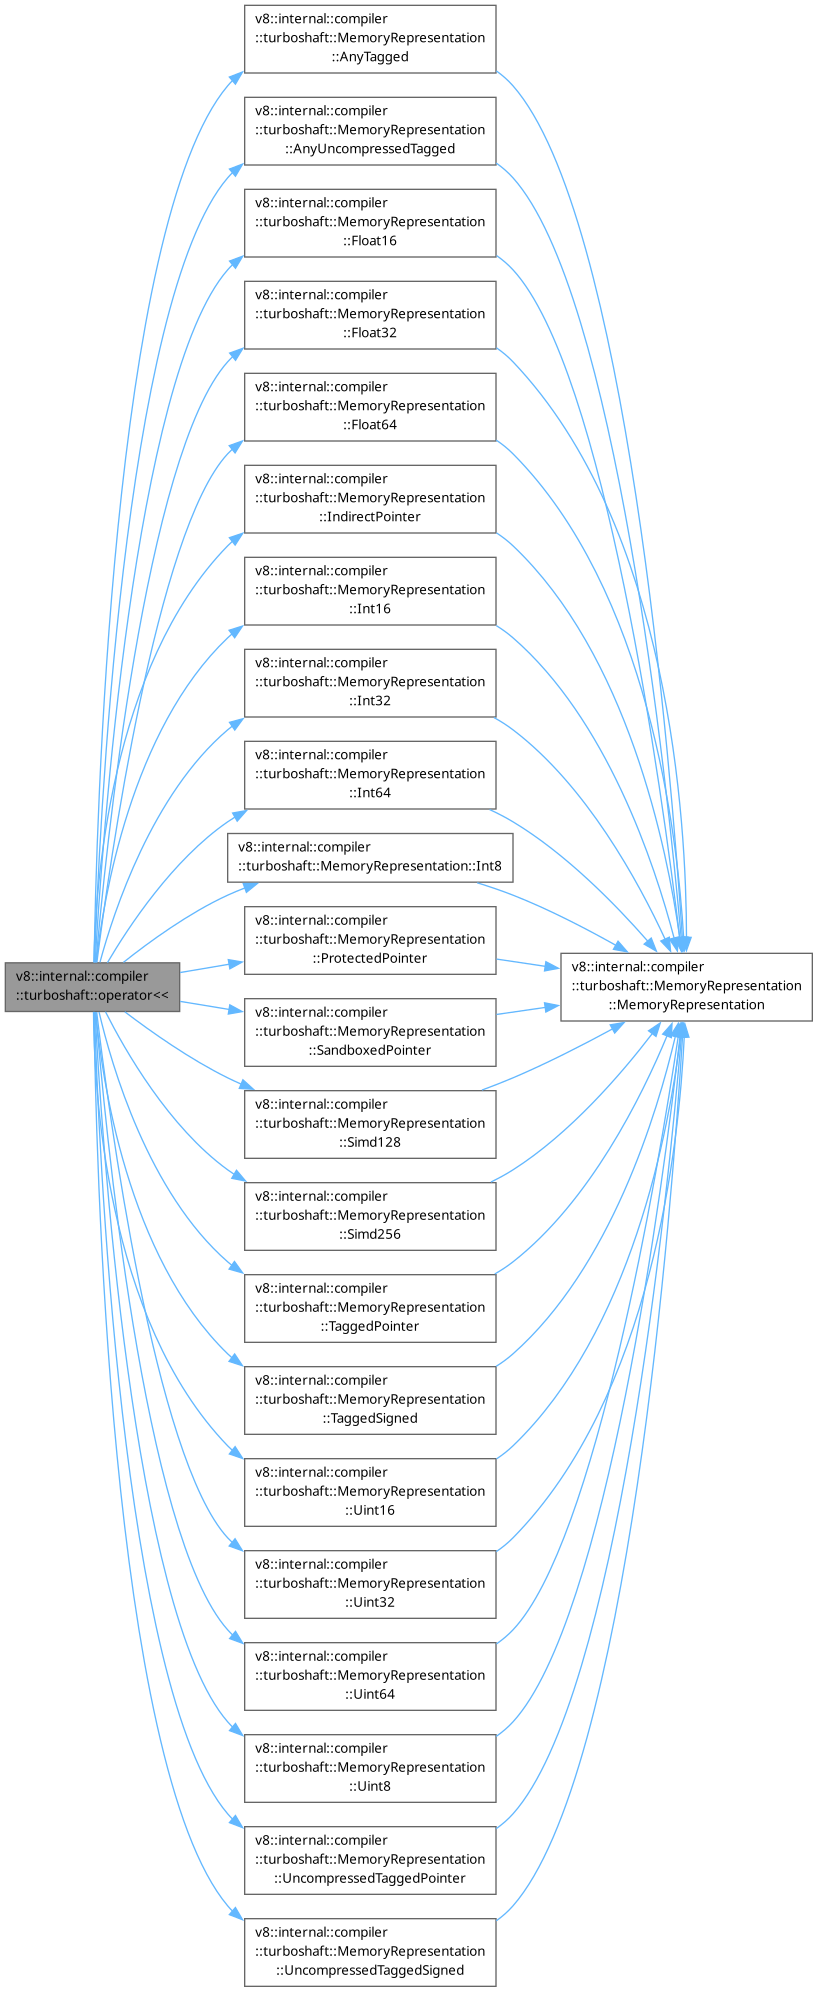 v8::internal::compiler
::turboshaft::MemoryRepresentation
::AnyTagged
v8::internal::compiler
::turboshaft::MemoryRepresentation
::AnyUncompressedTagged
v8::internal::compiler
::turboshaft::MemoryRepresentation
::Float16
v8::internal::compiler
::turboshaft::MemoryRepresentation
::Float32
v8::internal::compiler
::turboshaft::MemoryRepresentation
::Float64
v8::internal::compiler
::turboshaft::MemoryRepresentation
::IndirectPointer
v8::internal::compiler
::turboshaft::MemoryRepresentation
::Int16
v8::internal::compiler
::turboshaft::MemoryRepresentation
::Int32
v8::internal::compiler
::turboshaft::MemoryRepresentation
::Int64
v8::internal::compiler
::turboshaft::MemoryRepresentation::Int8
v8::internal::compiler
::turboshaft::MemoryRepresentation
::ProtectedPointer
v8::internal::compiler
::turboshaft::operator<<
v8::internal::compiler
::turboshaft::MemoryRepresentation
::MemoryRepresentation
v8::internal::compiler
::turboshaft::MemoryRepresentation
::SandboxedPointer
v8::internal::compiler
::turboshaft::MemoryRepresentation
::Simd128
v8::internal::compiler
::turboshaft::MemoryRepresentation
::Simd256
v8::internal::compiler
::turboshaft::MemoryRepresentation
::TaggedPointer
v8::internal::compiler
::turboshaft::MemoryRepresentation
::TaggedSigned
v8::internal::compiler
::turboshaft::MemoryRepresentation
::Uint16
v8::internal::compiler
::turboshaft::MemoryRepresentation
::Uint32
v8::internal::compiler
::turboshaft::MemoryRepresentation
::Uint64
v8::internal::compiler
::turboshaft::MemoryRepresentation
::Uint8
v8::internal::compiler
::turboshaft::MemoryRepresentation
::UncompressedTaggedPointer
v8::internal::compiler
::turboshaft::MemoryRepresentation
::UncompressedTaggedSigned